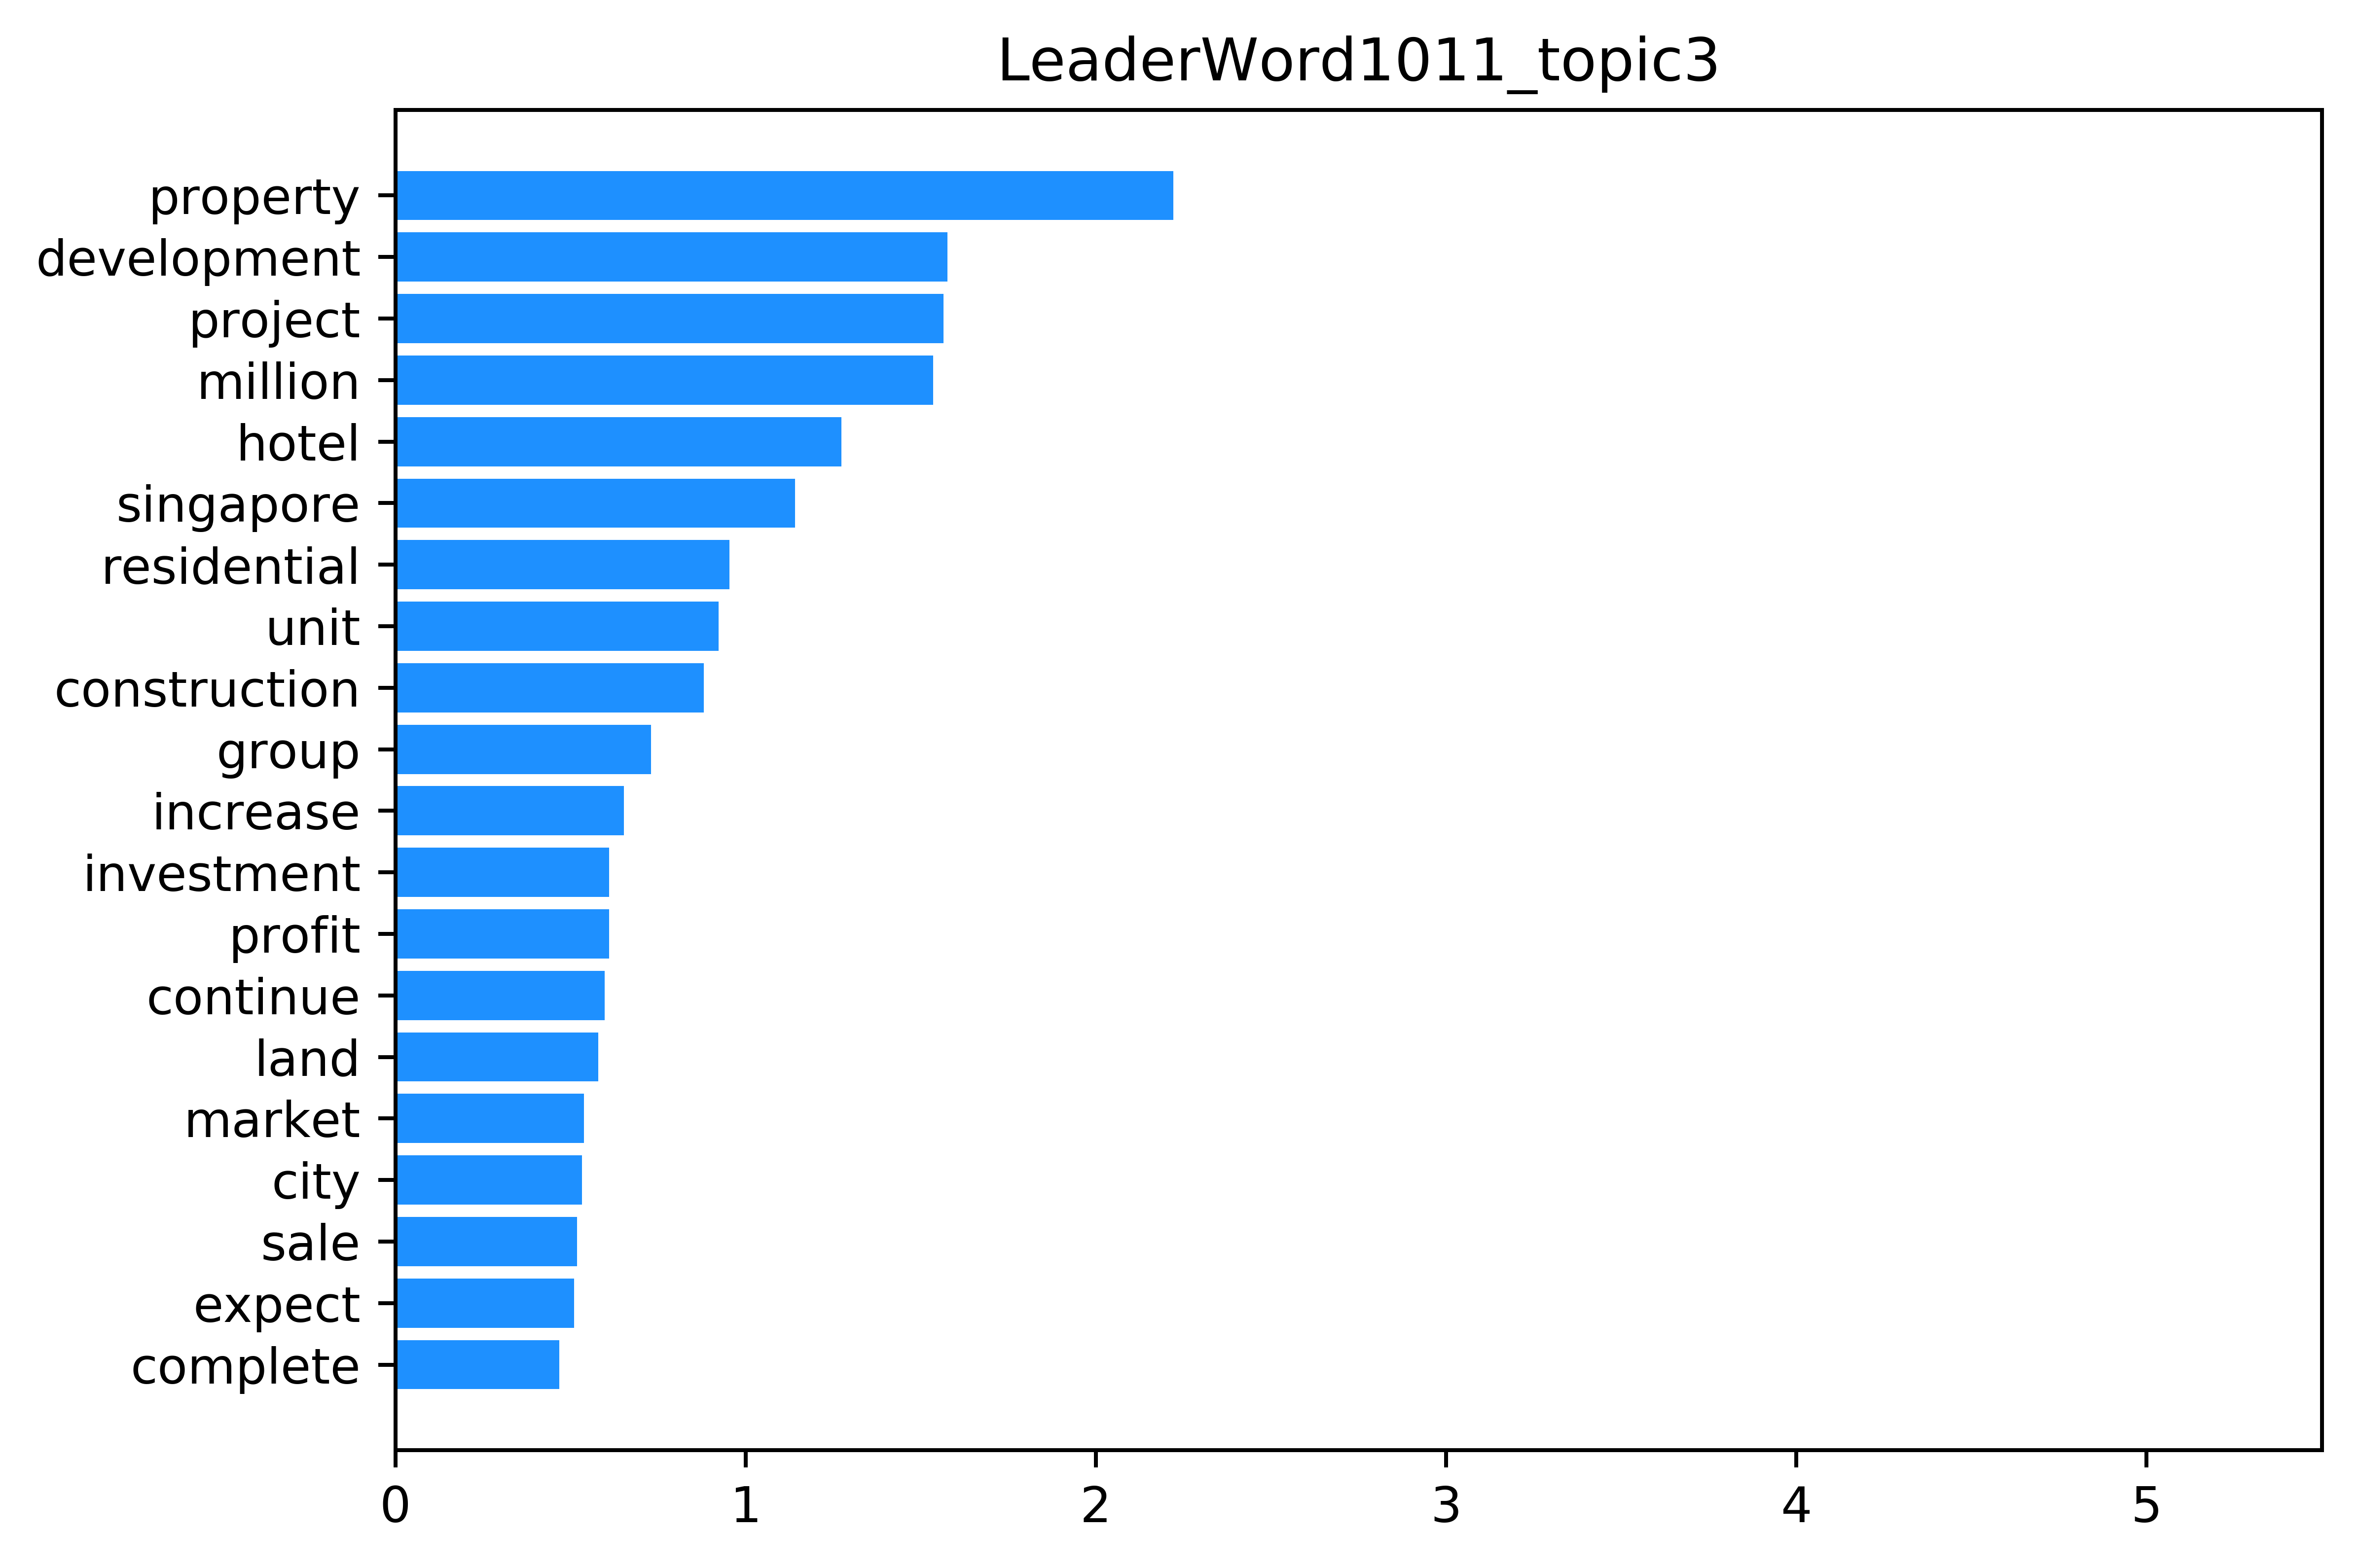 LeaderWord1011_topic3
property
development
project
million
hotel
singapore
residential
unit
construction
group
increase
investment
profit
continue
land
market
city
sale
expect
complete
0 1 2 3 4 5